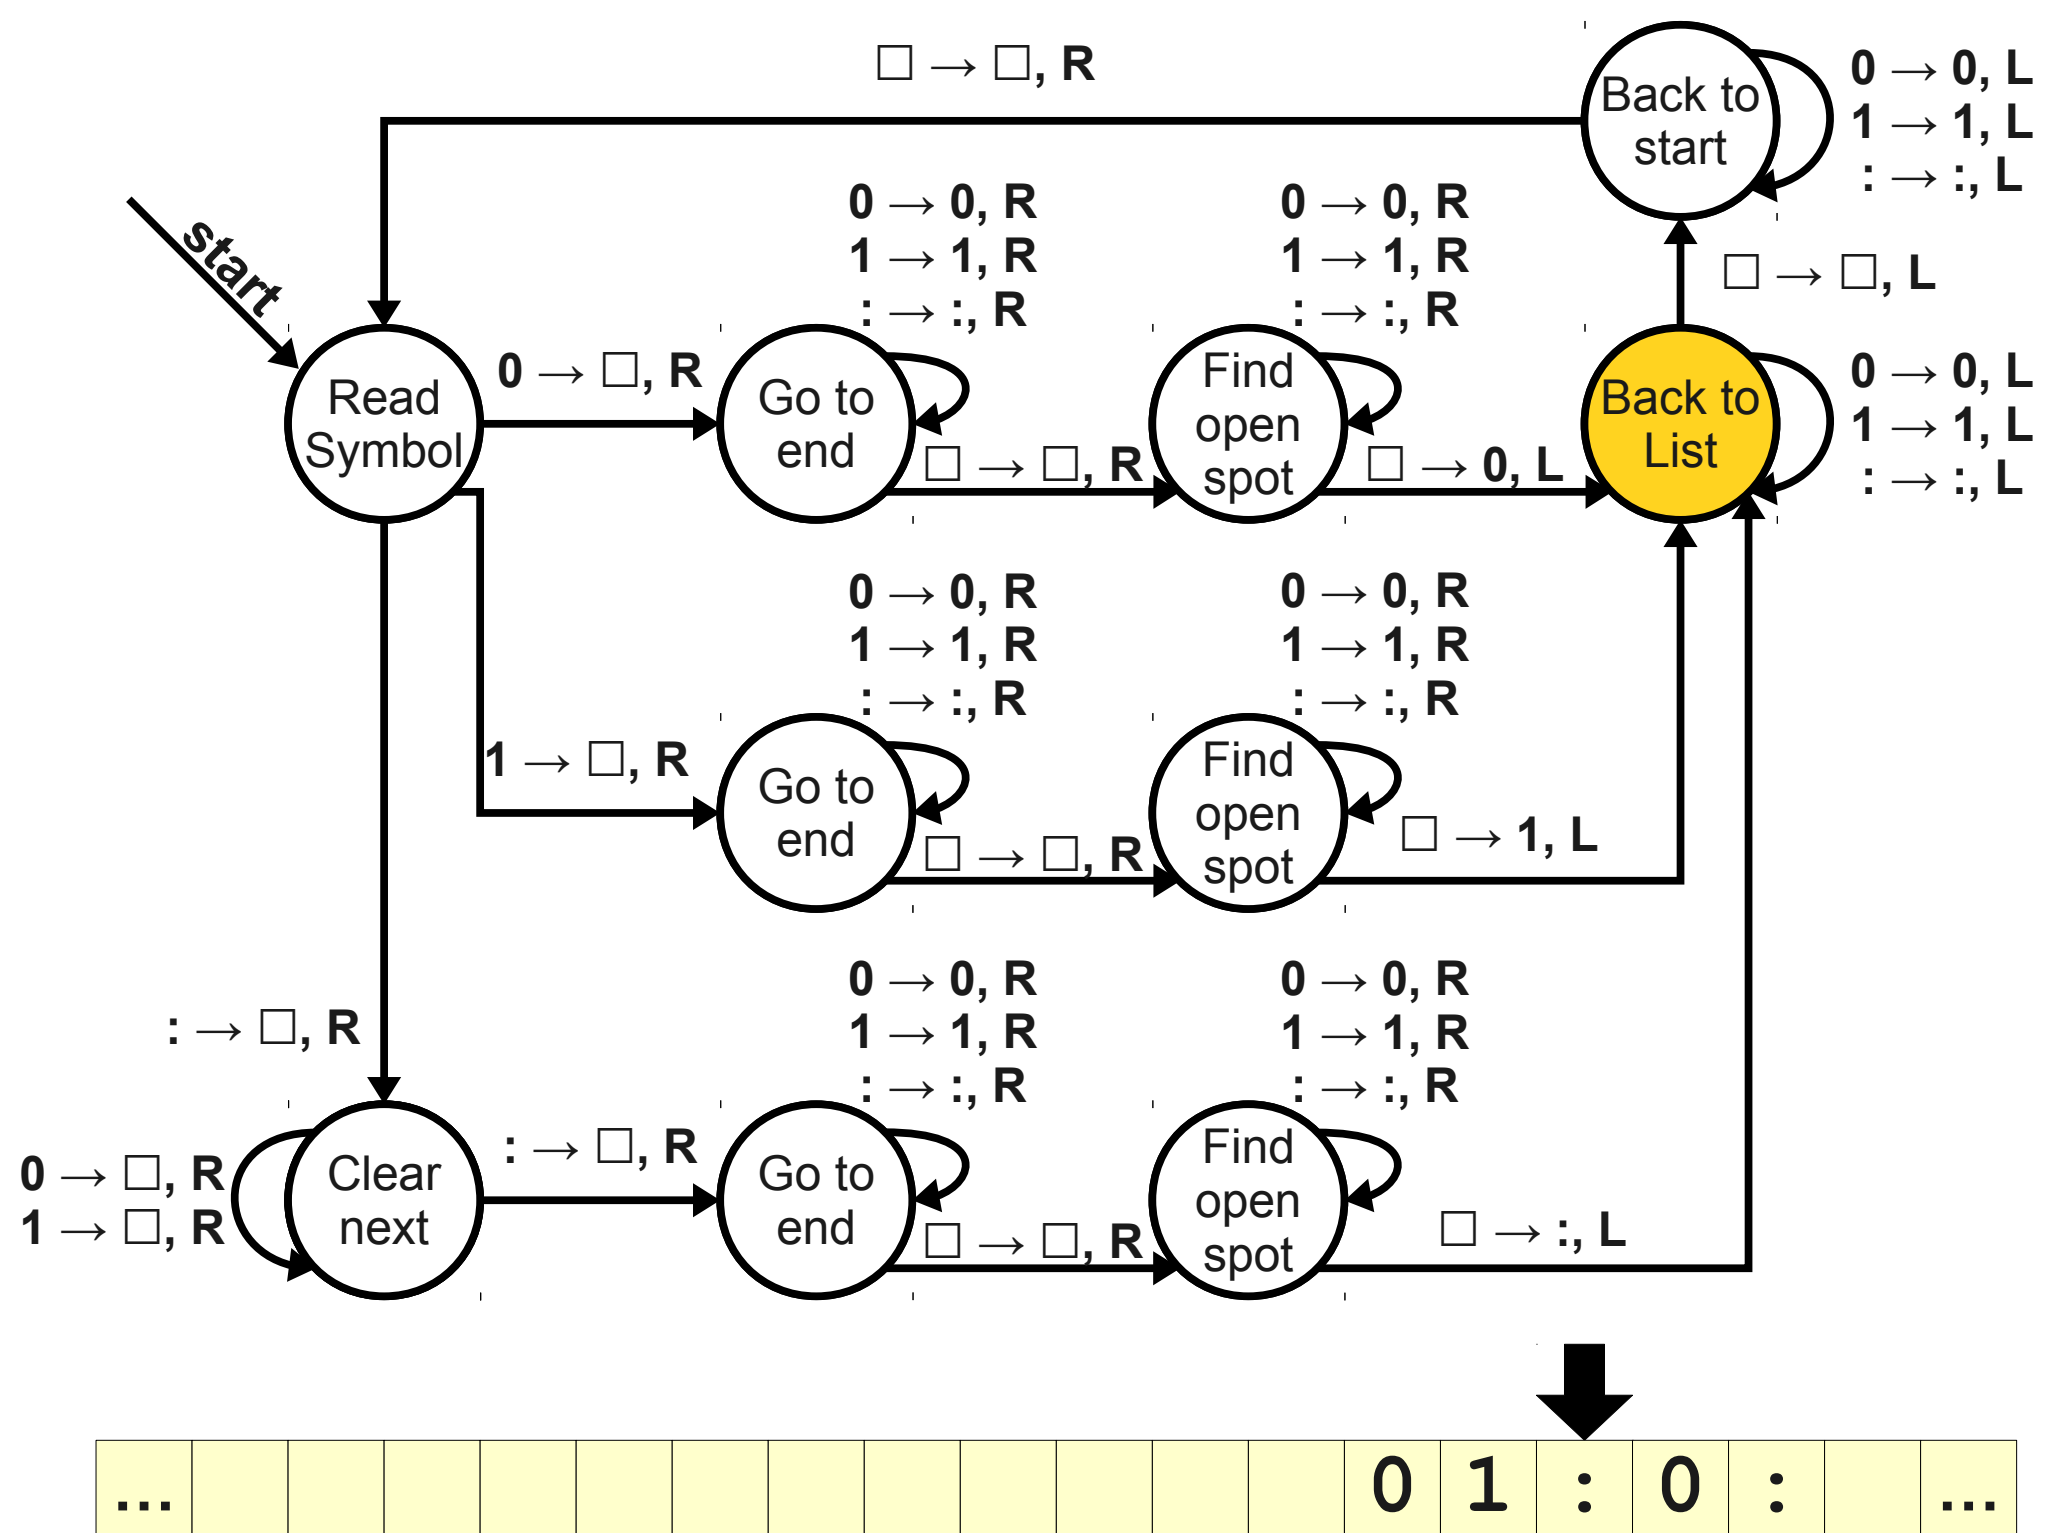 □ → □, R
Back to
start
0 → 0, L
1 → 1, L
: → :, L
start
0 → 0, R
1 → 1, R
: → :, R
0 → 0, R
1 → 1, R
: → :, R
□ → □, L
Read
Symbol
0 → □, R
Go to
end
□ → □, R
Find
open
spot
□ → 0, L
Back to
List
0 → 0, L
1 → 1, L
: → :, L
0 → 0, R
1 → 1, R
: → :, R
0 → 0, R
1 → 1, R
: → :, R
1 → □, R
Go to
end
□ → □, R
Find
open
spot
□ → 1, L
: → □, R
0 → 0, R
1 → 1, R
: → :, R
0 → 0, R
1 → 1, R
: → :, R
0 → □, R
1 → □, R
Clear
next
: → □, R
Go to
end
□ → □, R
Find
open
spot
□ → :, L
... 0 1 : 0 : ...